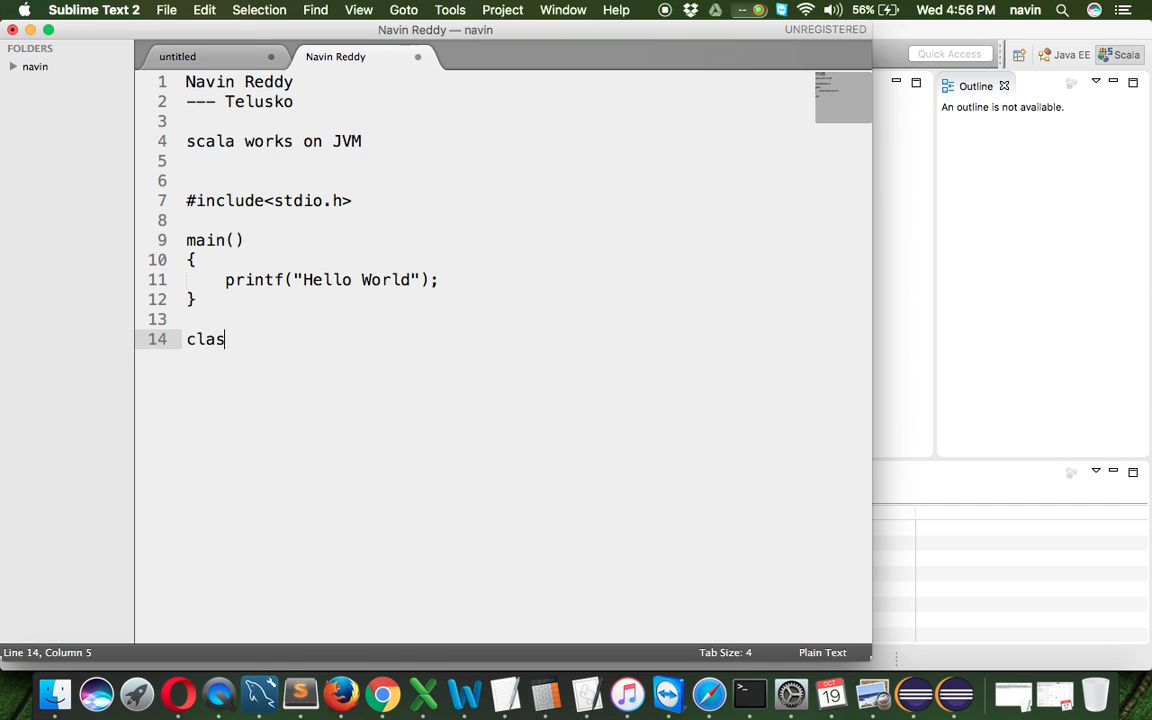 Sublime Text 2 File Edit Selection Find View Goto Tools Project Window Help -- 56% Wed 4:56 PM navin
Navin Reddy — navin UNREGISTERED
FOLDERS
navin
untitled Navin Reddy
Quick Access Java EE Scala
Outline
An outline is not available.
1 Navin Reddy
2 --- Telusko
3
4 scala works on JVM
5
6
7 #include<stdio.h>
8
9 main()
10 {
11 printf("Hello World");
12 }
13
14 clas
Line 14, Column 5 Tab Size: 4 Plain Text
OCT
19